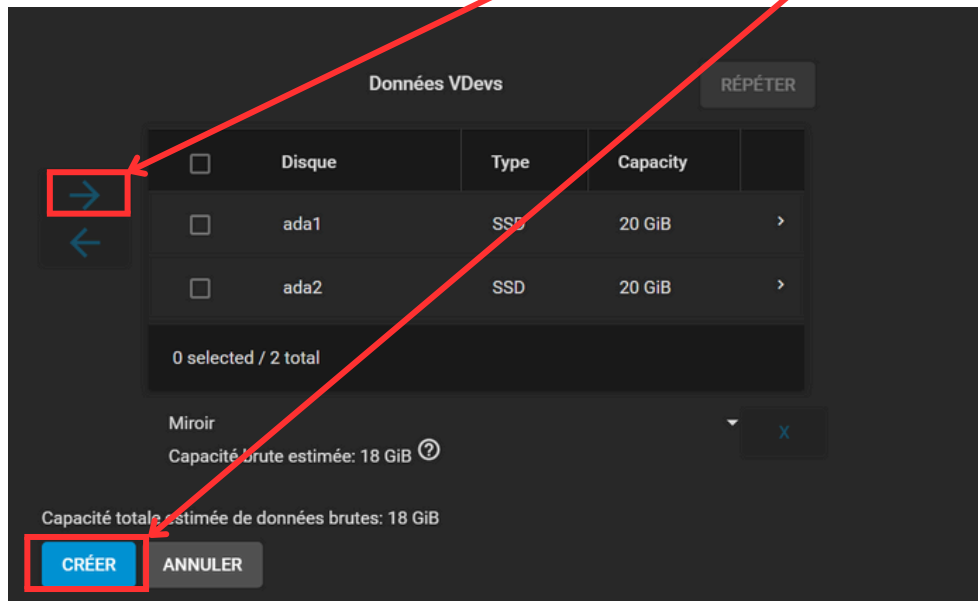 Données VDevs
RÉPÉTER
Disque Type Capacity
ada1 SSD 20 GiB
ada2 SSD 20 GiB
0 selected / 2 total
Miroir
X
Capacité brute estimée: 18 GiB
Capacité totale estimée de données brutes: 18 GiB
CRÉER ANNULER